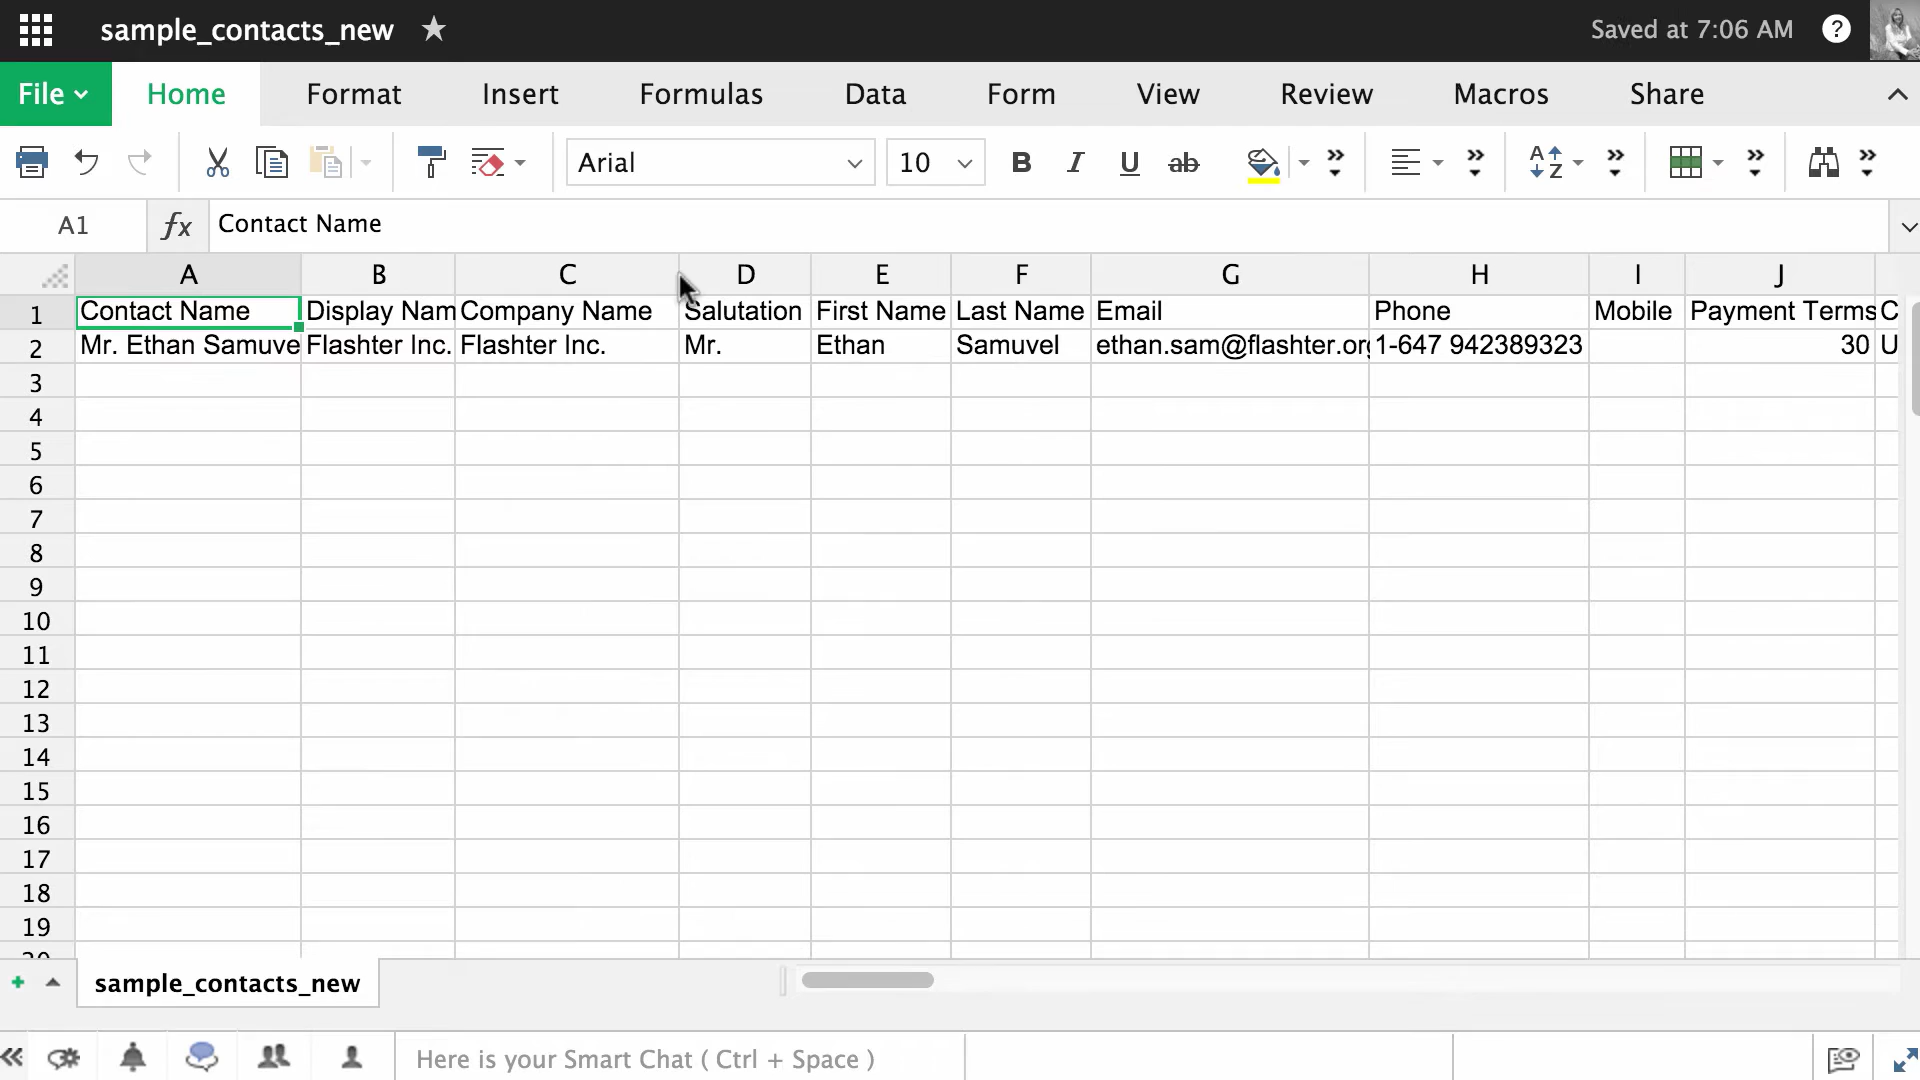 sample_contacts_new
Saved at 7:06 AM
?
File Home Format Insert Formulas Data Form View Review Macros Share
Arial 10 B I U ab A Z
A1 fx Contact Name
A B C D E F G H I J
1 Contact Name Display Nam Company Name Salutation First Name Last Name Email Phone Mobile Payment Terms C
2 Mr. Ethan Samuve Flashter Inc. Flashter Inc. Mr. Ethan Samuvel ethan.sam@flashter.org 1-647 942389323 30 U
3
4
5
6
7
8
9
10
11
12
13
14
15
16
17
18
19
20
sample_contacts_new
Here is your Smart Chat ( Ctrl + Space )